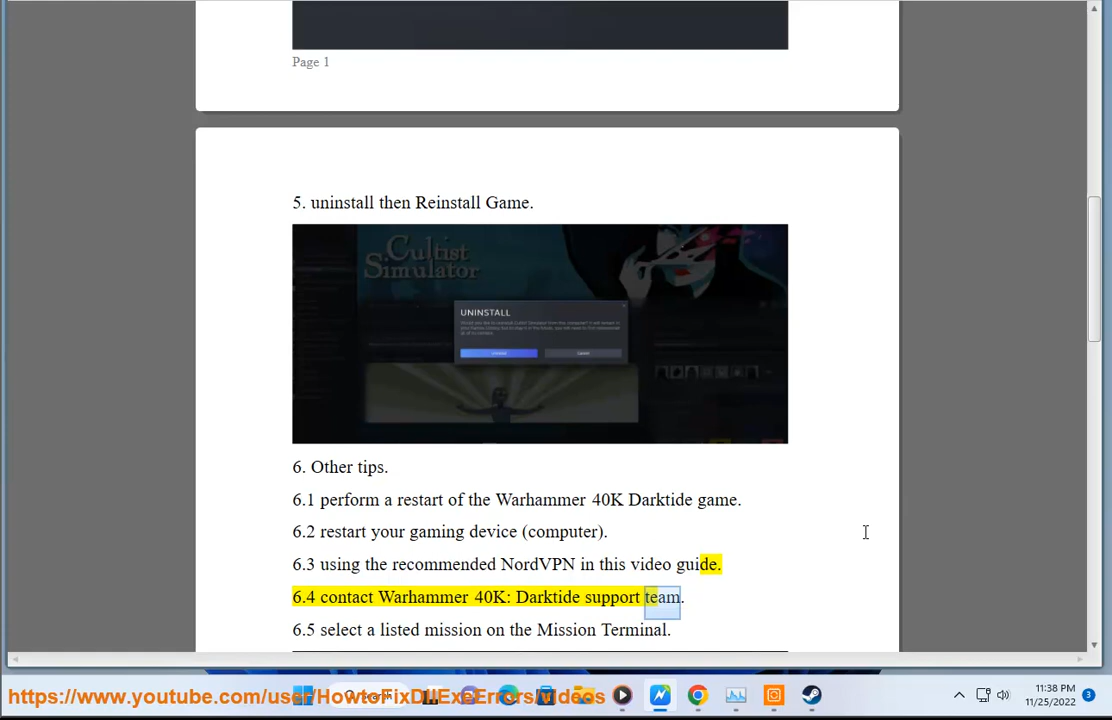 Page 1
5. uninstall then Reinstall Game.
Cultist
Simulator
UNINSTALL
6. Other tips.
6.1 perform a restart of the Warhammer 40K Darktide game.
6.2 restart your gaming device (computer).
6.3 using the recommended NordVPN in this video guide.
6.4 contact Warhammer 40K: Darktide support team.
6.5 select a listed mission on the Mission Terminal.
https://www.youtube.com/user/HowtoFixDllExeErrors/videos
11:38 PM
11/25/2022
3